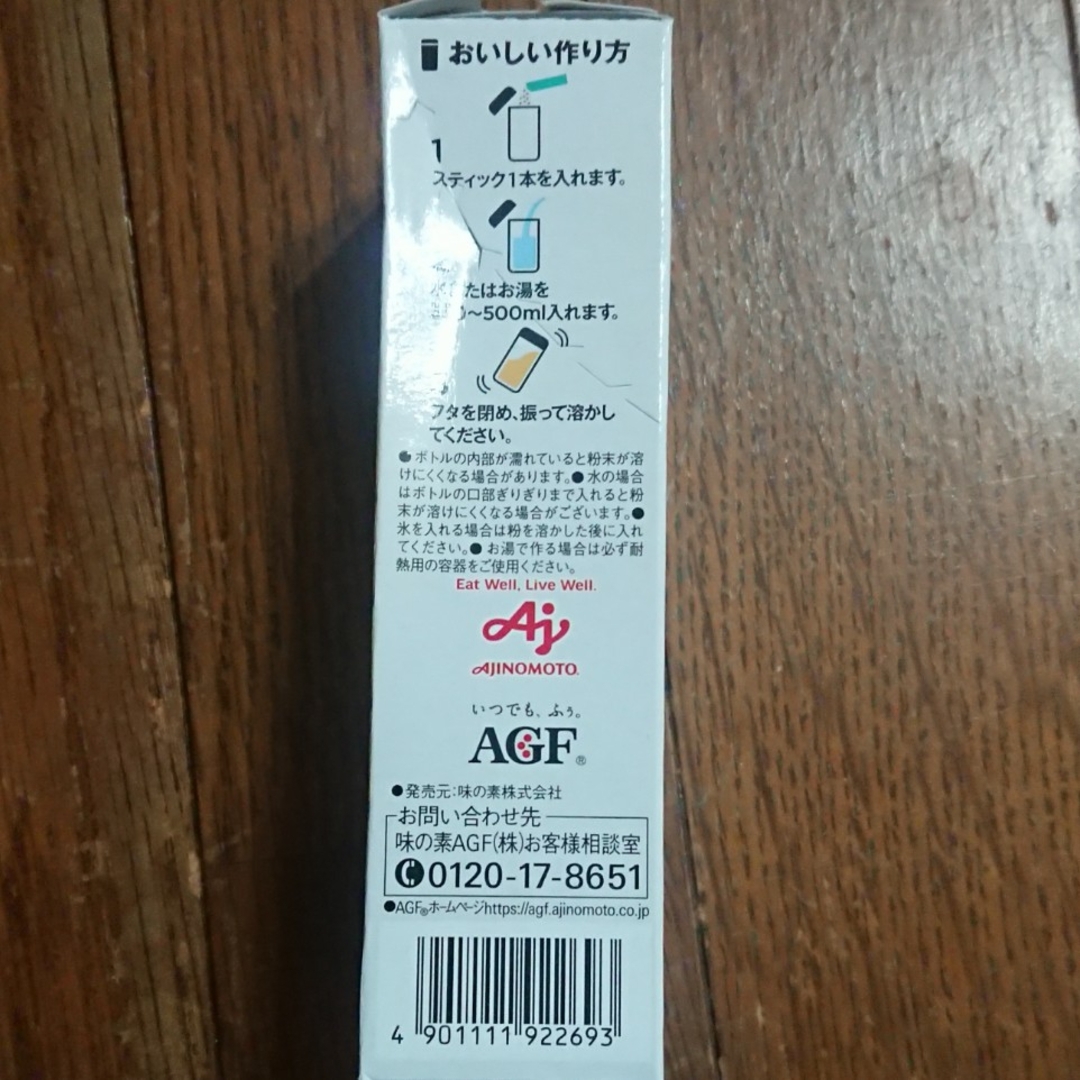 おいしい作り方
1
スティック1本を入れます。
たはお湯を
～500ml入れます。
フタを閉め、振って溶かし
てください。
●ボトルの内部が濡れていると粉末が溶
けにくくなる場合があります。●水の場合
はボトルの口部ぎりぎりまで入れると粉
末が溶けにくくなる場合がございます。●
氷を入れる場合は粉を溶かした後に入れ
てください。●お湯で作る場合は必ず耐
熱用の容器をご使用ください。
Eat Well, Live Well.
Aj
AJINOMOTO.
いつでも、ふぅ。
AGF®
●発売元:味の素株式会社
お問い合わせ先
味の素AGF(株)お客様相談室
0120-17-8651
●AGF®ホームページhttps://agf.ajinomoto.co.jp
4 901111 922693